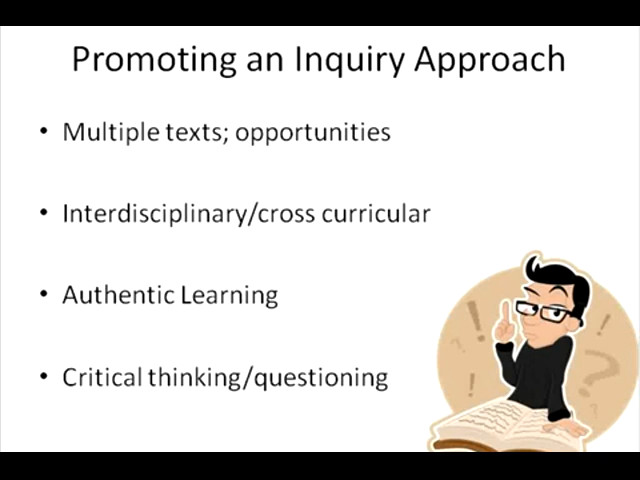 Promoting an Inquiry Approach
• Multiple texts; opportunities
• Interdisciplinary/cross curricular
• Authentic Learning
• Critical thinking/questioning